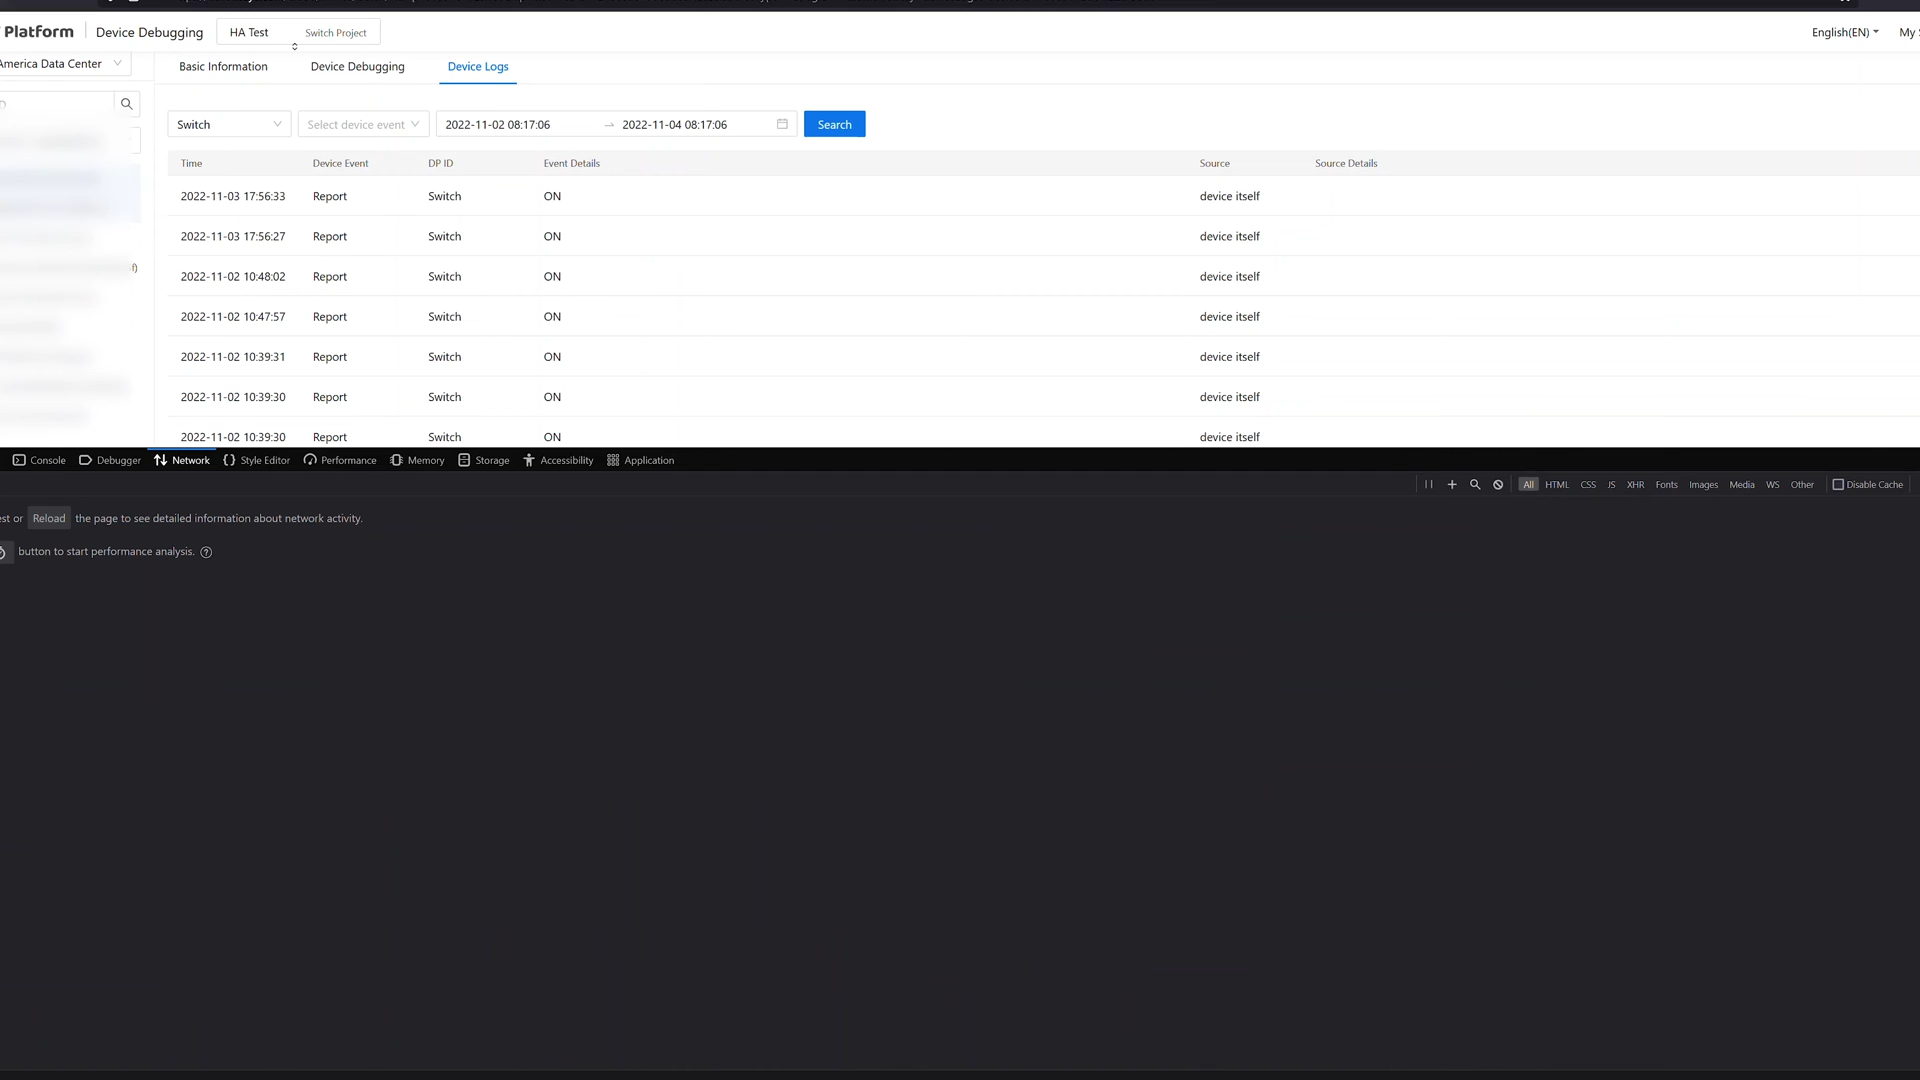 Platform Device Debugging HA Test Switch Project English(EN) My
America Data Center
Basic Information Device Debugging Device Logs
Switch Select device event 2022-11-02 08:17:06 → 2022-11-04 08:17:06 Search
Time Device Event DP ID Event Details Source Source Details
2022-11-03 17:56:33 Report Switch ON device itself
2022-11-03 17:56:27 Report Switch ON device itself
2022-11-02 10:48:02 Report Switch ON device itself
2022-11-02 10:47:57 Report Switch ON device itself
2022-11-02 10:39:31 Report Switch ON device itself
2022-11-02 10:39:30 Report Switch ON device itself
2022-11-02 10:39:30 Report Switch ON device itself
Console Debugger Network Style Editor Performance Memory Storage Accessibility Application
All HTML CSS JS XHR Fonts Images Media WS Other Disable Cache
est or Reload the page to see detailed information about network activity.
button to start performance analysis.